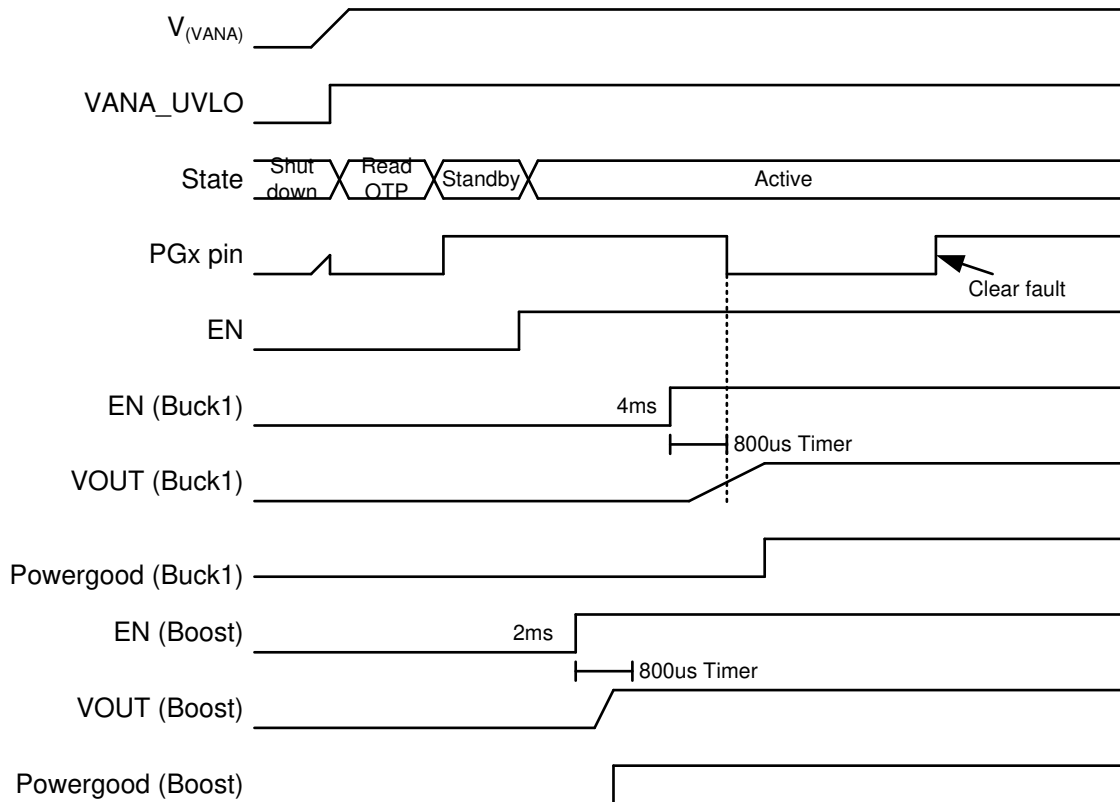 V(VANA)
VANA_UVLO
State
Shut
down
Read
OTP
Standby
Active
PGx pin
Clear fault
EN
EN (Buck1)
4ms
800us Timer
VOUT (Buck1)
Powergood (Buck1)
EN (Boost)
2ms
800us Timer
VOUT (Boost)
Powergood (Boost)